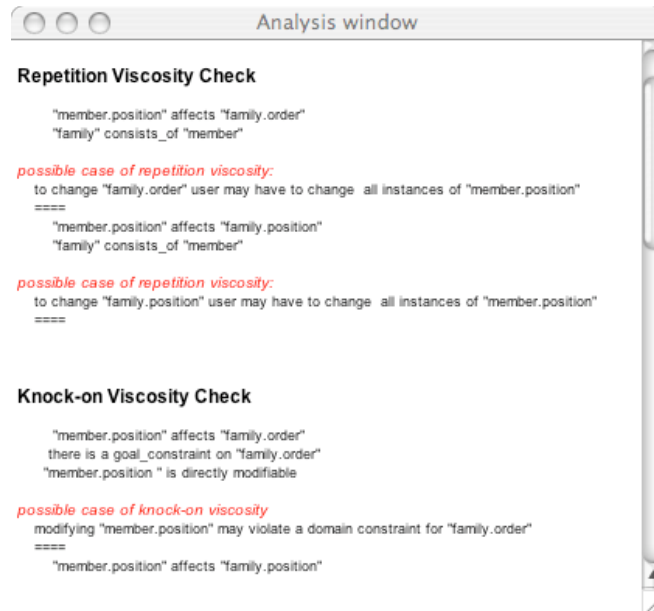 Analysis window
Repetition Viscosity Check
"member.position" affects "family.order"
"family" consists_of "member"
possible case of repetition viscosity:
to change "family.order" user may have to change all instances of "member.position"
====
"member.position" affects "family.position"
"family" consists_of "member"
possible case of repetition viscosity:
to change "family.position" user may have to change all instances of "member.position"
====
Knock-on Viscosity Check
"member.position" affects "family.order"
there is a goal_constraint on "family.order"
"member.position " is directly modifiable
possible case of knock-on viscosity
modifying "member.position" may violate a domain constraint for "family.order"
====
"member.position" affects "family.position"